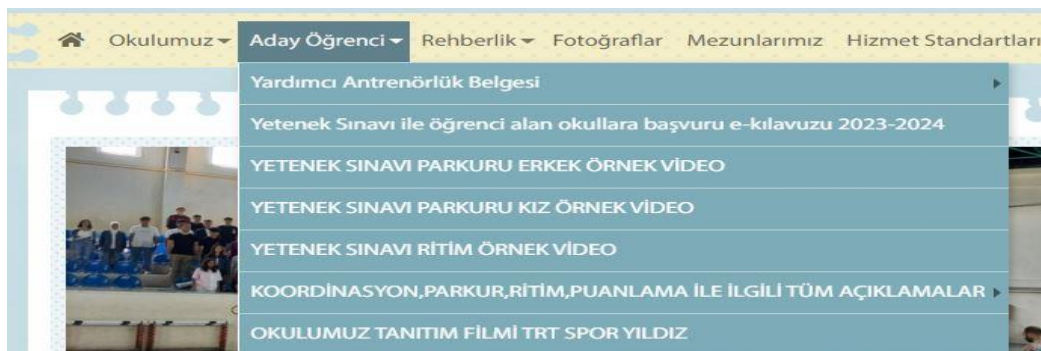 Okulumuz Aday Öğrenci Rehberlik Fotoğraflar Mezunlarımız Hizmet Standartları
Yardımcı Antrenörlük Belgesi
Yetenek Sınavı ile öğrenci alan okullara başvuru e-kılavuzu 2023-2024
YETENEK SINAVI PARKURU ERKEK ÖRNEK VİDEO
YETENEK SINAVI PARKURU KIZ ÖRNEK VİDEO
YETENEK SINAVI RİTİM ÖRNEK VİDEO
KOORDİNASYON,PARKUR,RİTİM,PUANLAMA İLE İLGİLİ TÜM AÇIKLAMALAR
OKULUMUZ TANITIM FİLMİ TRT SPOR YILDIZ